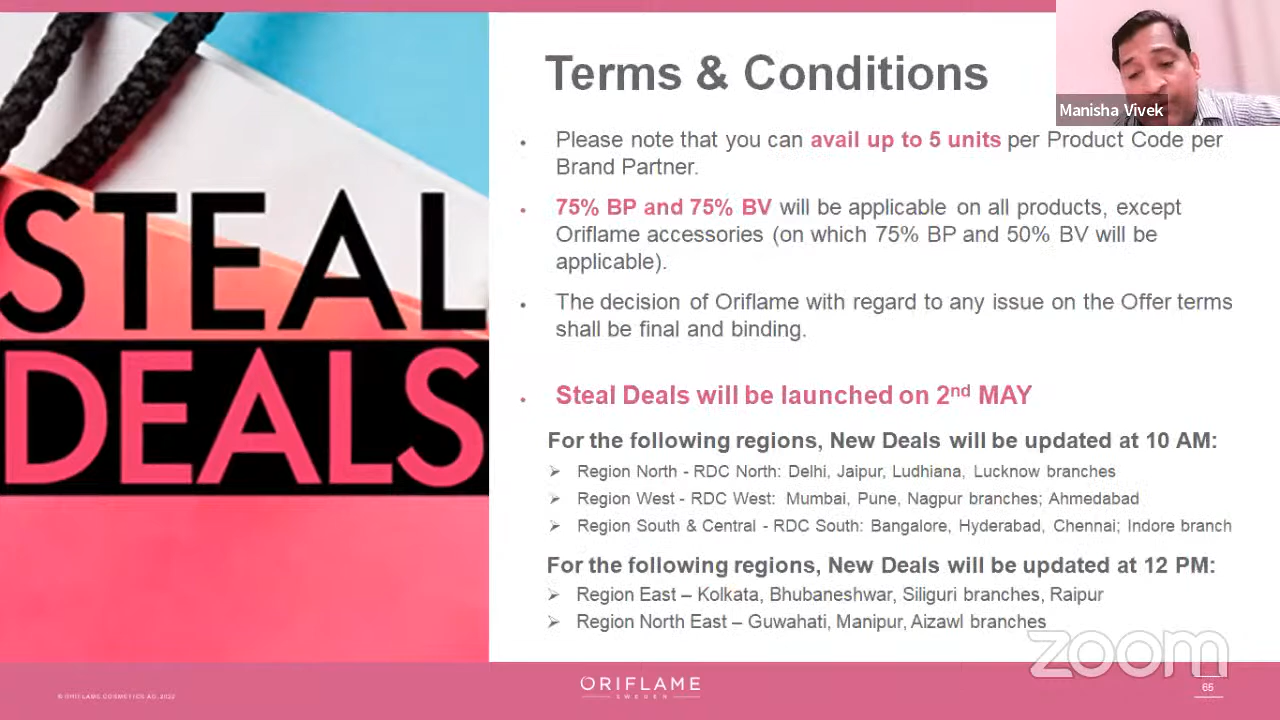 Terms & Conditions
Manisha Vivek
• Please note that you can avail up to 5 units per Product Code per
Brand Partner.
• 75% BP and 75% BV will be applicable on all products, except
Oriflame accessories (on which 75% BP and 50% BV will be
applicable).
• The decision of Oriflame with regard to any issue on the Offer terms
shall be final and binding.
• Steal Deals will be launched on 2nd MAY
For the following regions, New Deals will be updated at 10 AM:
➢ Region North - RDC North: Delhi, Jaipur, Ludhiana, Lucknow branches
➢ Region West - RDC West: Mumbai, Pune, Nagpur branches; Ahmedabad
➢ Region South & Central - RDC South: Bangalore, Hyderabad, Chennai; Indore branch
For the following regions, New Deals will be updated at 12 PM:
➢ Region East – Kolkata, Bhubaneshwar, Siliguri branches, Raipur
➢ Region North East – Guwahati, Manipur, Aizawl branches
STEAL
DEALS
zoom
© ORIFLAME COSMETICS AG, 2022
ORIFLAME
SWEDEN
65